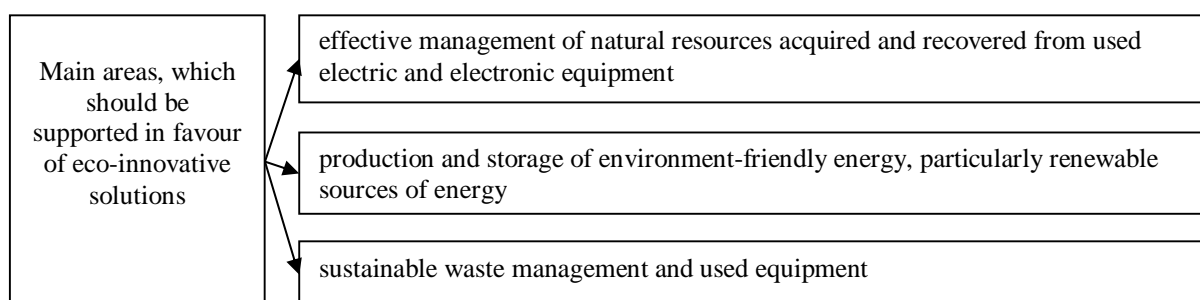 Main areas, which
should be
supported in favour
of eco-innovative
solutions
effective management of natural resources acquired and recovered from used
electric and electronic equipment
production and storage of environment-friendly energy, particularly renewable
sources of energy
sustainable waste management and used equipment